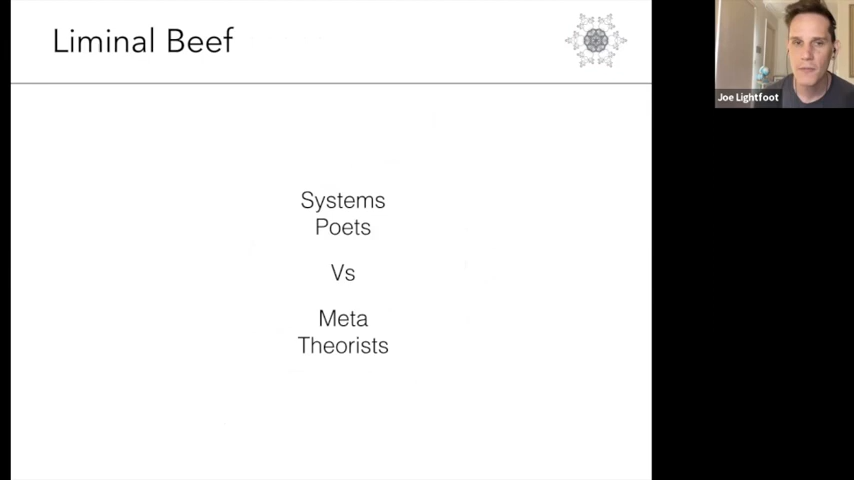 Liminal Beef
Systems
Poets
Vs
Meta
Theorists
Joe Lightfoot